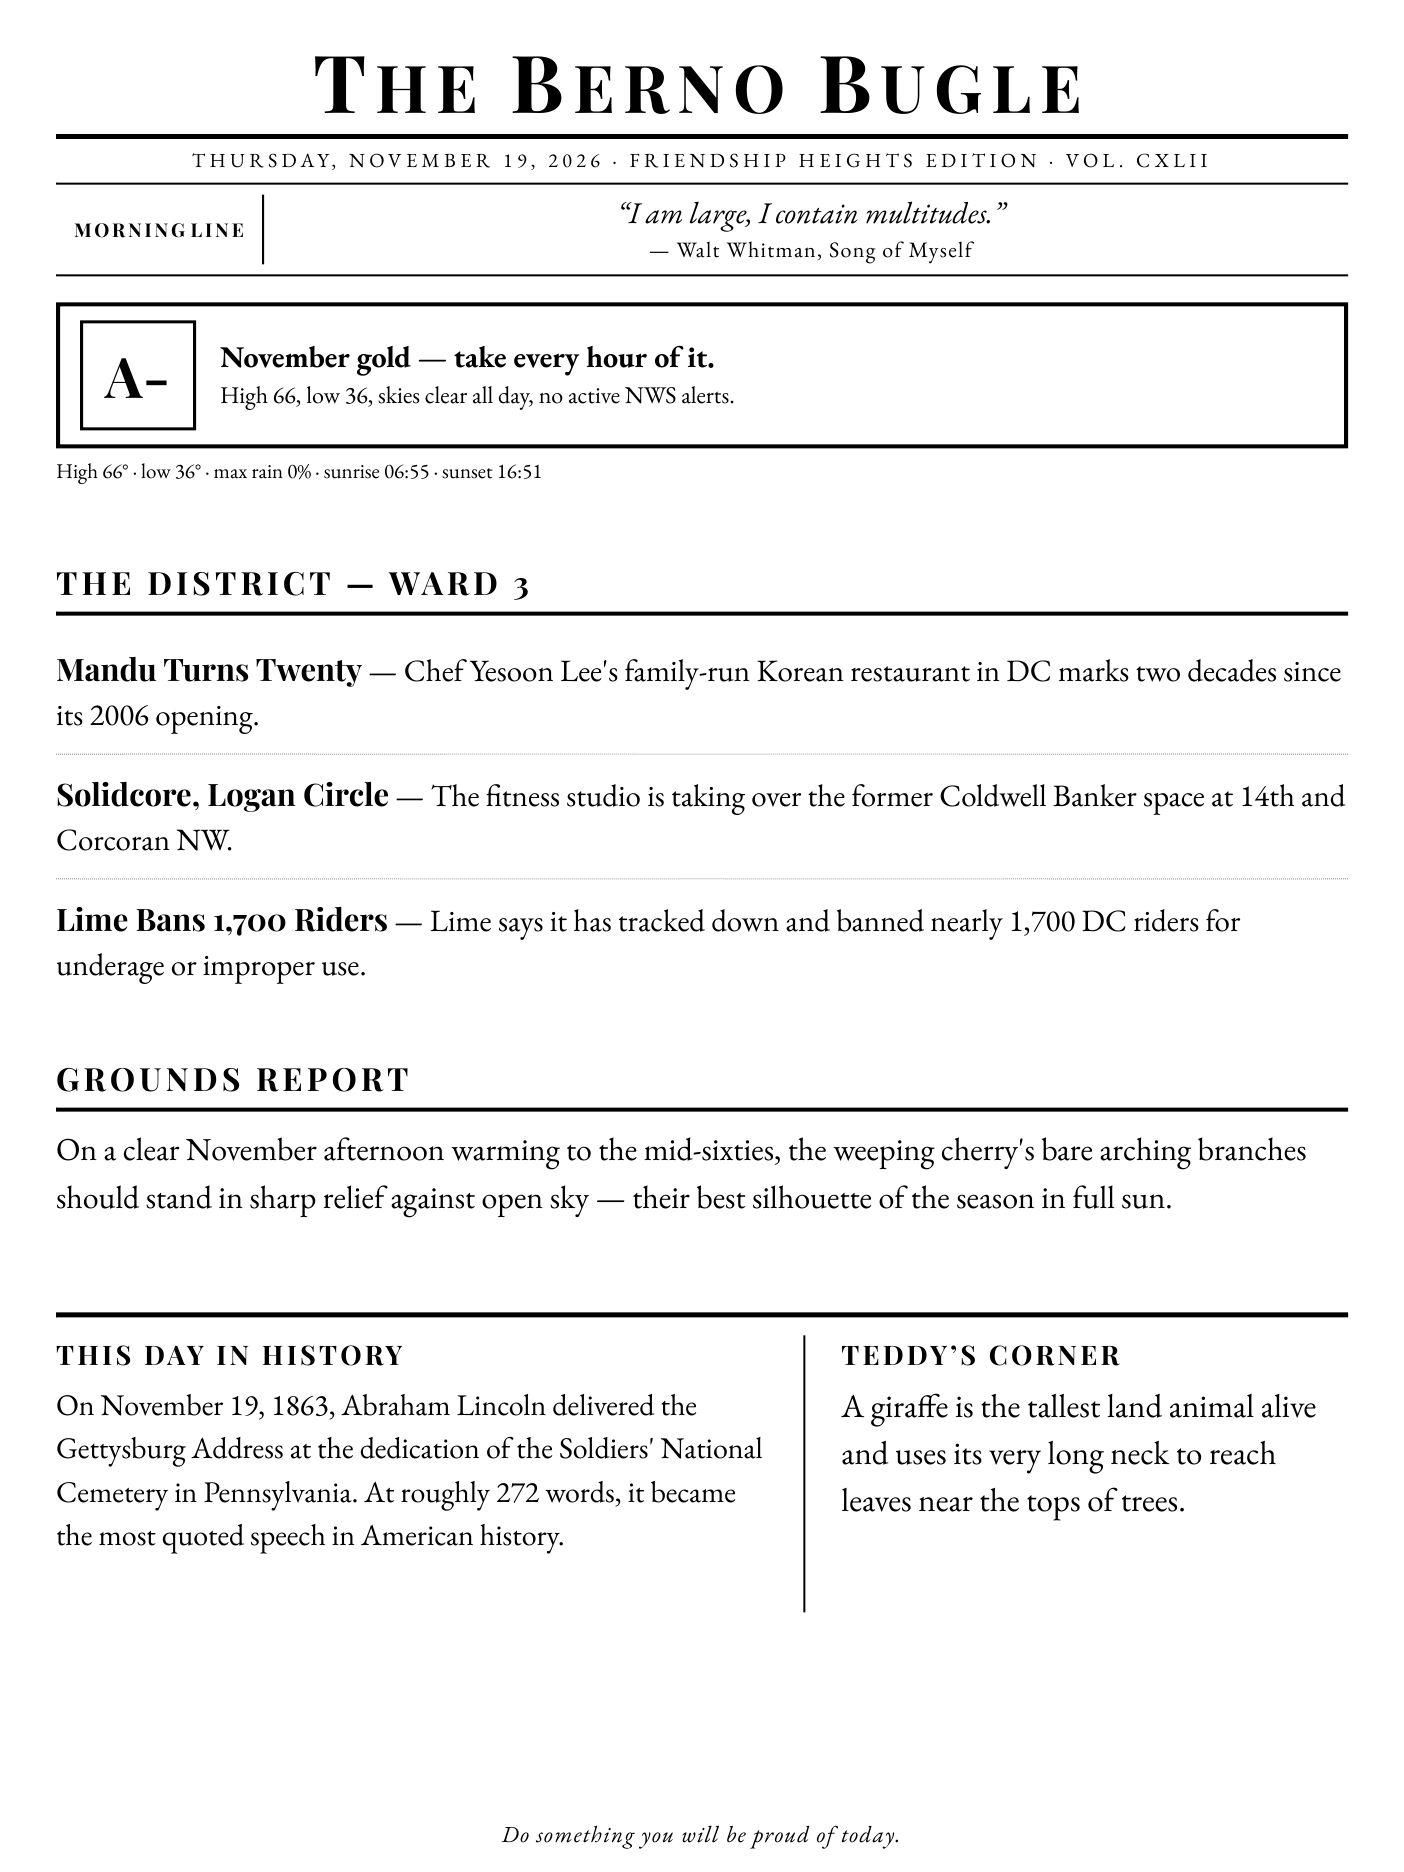 THE BERNO BUGLE
THURSDAY, NOVEMBER 19, 2026 · FRIENDSHIP HEIGHTS EDITION · VOL. CXLII
MORNING LINE
“I am large, I contain multitudes.”
— Walt Whitman, Song of Myself
A-
November gold — take every hour of it.
High 66, low 36, skies clear all day, no active NWS alerts.
High 66° · low 36° · max rain 0% · sunrise 06:55 · sunset 16:51
THE DISTRICT — WARD 3
Mandu Turns Twenty — Chef Yesoon Lee's family-run Korean restaurant in DC marks two decades since
its 2006 opening.
Solidcore, Logan Circle — The fitness studio is taking over the former Coldwell Banker space at 14th and
Corcoran NW.
Lime Bans 1,700 Riders — Lime says it has tracked down and banned nearly 1,700 DC riders for
underage or improper use.
GROUNDS REPORT
On a clear November afternoon warming to the mid-sixties, the weeping cherry's bare arching branches
should stand in sharp relief against open sky — their best silhouette of the season in full sun.
THIS DAY IN HISTORY
On November 19, 1863, Abraham Lincoln delivered the
Gettysburg Address at the dedication of the Soldiers' National
Cemetery in Pennsylvania. At roughly 272 words, it became
the most quoted speech in American history.
TEDDY’S CORNER
A giraffe is the tallest land animal alive
and uses its very long neck to reach
leaves near the tops of trees.
Do something you will be proud of today.